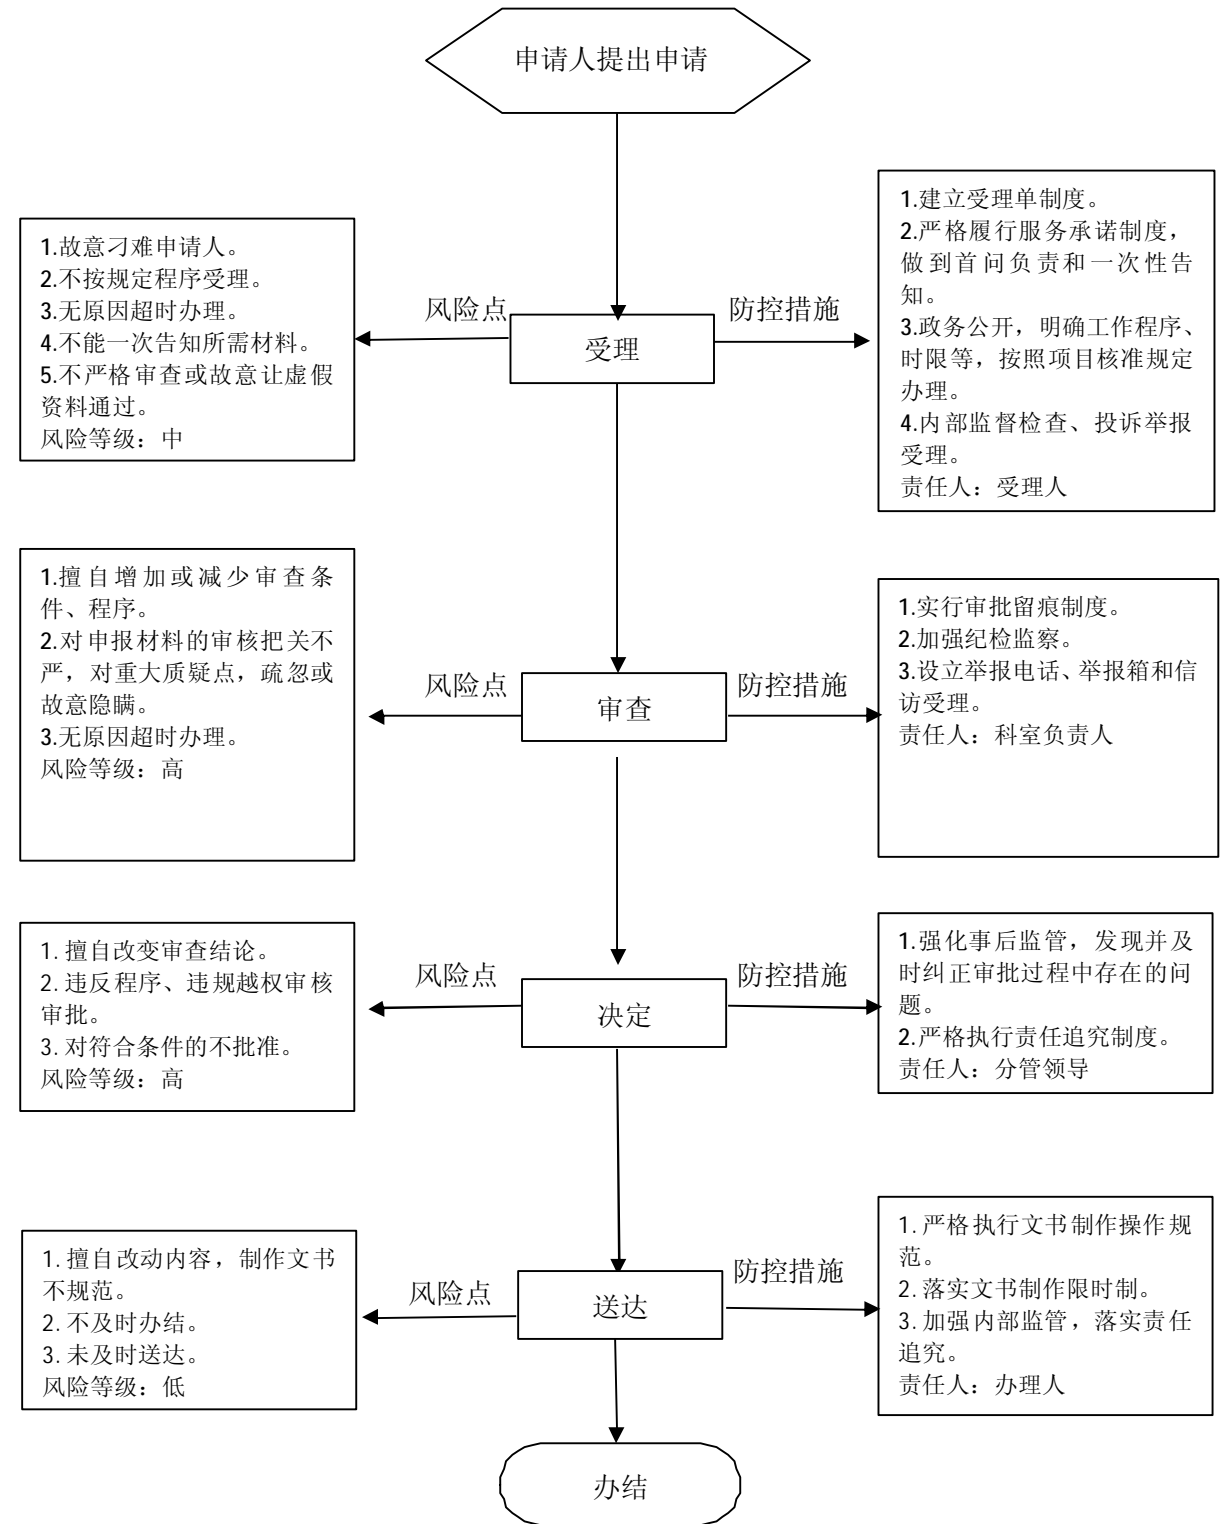 申请人提出申请
1.故意刁难申请人。
2.不按规定程序受理。
3.无原因超时办理。
4.不能一次告知所需材料。
5.不严格审查或故意让虚假
资料通过。
风险等级：中
风险点
受理
防控措施
1.建立受理单制度。
2.严格履行服务承诺制度，
做到首问负责和一次性告
知。
3.政务公开，明确工作程序、
时限等，按照项目核准规定
办理。
4.内部监督检查、投诉举报
受理。
责任人：受理人
1.擅自增加或减少审查条
件、程序。
2.对申报材料的审核把关不
严，对重大质疑点，疏忽或
故意隐瞒。
3.无原因超时办理。
风险等级：高
风险点
审查
防控措施
1.实行审批留痕制度。
2.加强纪检监察。
3.设立举报电话、举报箱和信
访受理。
责任人：科室负责人
1.擅自改变审查结论。
2.违反程序、违规越权审核
审批。
3.对符合条件的不批准。
风险等级：高
风险点
决定
防控措施
1.强化事后监管，发现并及
时纠正审批过程中存在的问
题。
2.严格执行责任追究制度。
责任人：分管领导
1.擅自改动内容，制作文书
不规范。
2.不及时办结。
3.未及时送达。
风险等级：低
风险点
送达
防控措施
1.严格执行文书制作操作规
范。
2.落实文书制作限时制。
3.加强内部监管，落实责任
追究。
责任人：办理人
办结